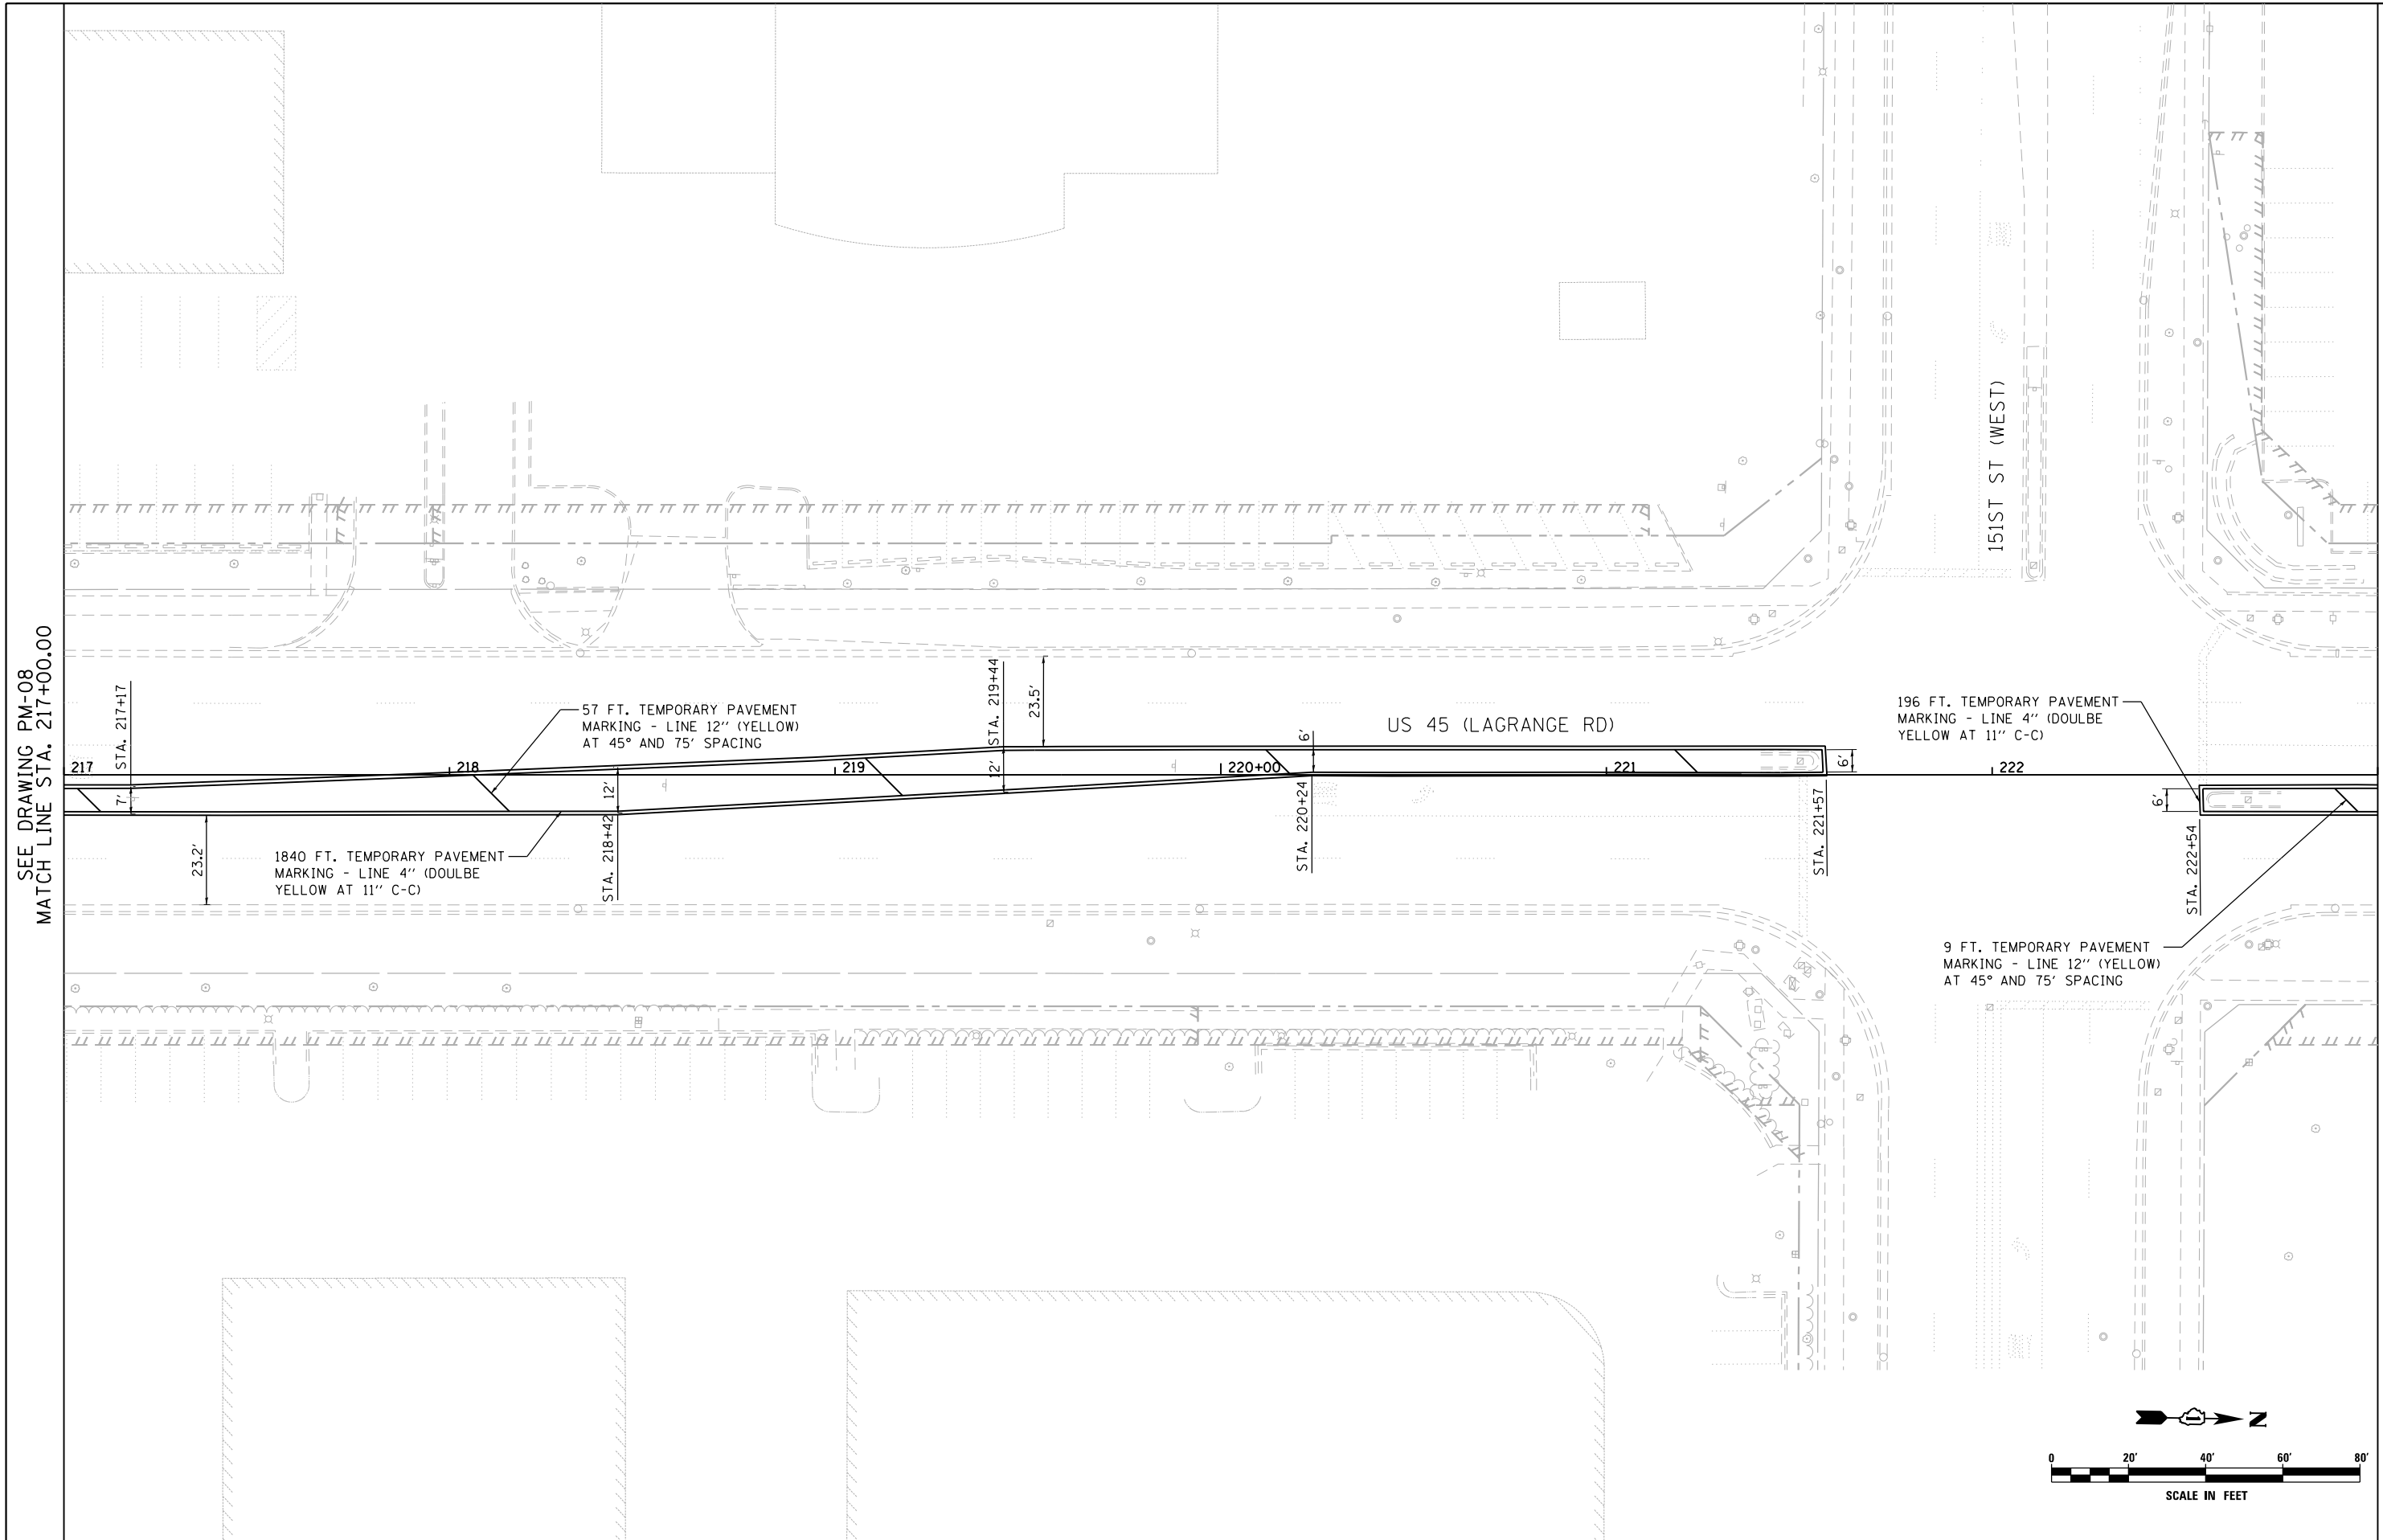 SEE DRAWING PM-08
MATCH LINE STA. 217+00.00
151ST ST (WEST)
STA. 217+17
57 FT. TEMPORARY PAVEMENT
MARKING - LINE 12'' (YELLOW)
AT 45° AND 75' SPACING
STA. 219+44
23.5'
US 45 (LAGRANGE RD)
196 FT. TEMPORARY PAVEMENT
MARKING - LINE 4'' (DOULBE
YELLOW AT 11'' C-C)
6'
217
218
219
220+00
221
222
7'
12'
12'
6'
6'
23.2'
1840 FT. TEMPORARY PAVEMENT
MARKING - LINE 4'' (DOULBE
YELLOW AT 11'' C-C)
STA. 218+42
STA. 220+24
STA. 221+57
STA. 222+54
9 FT. TEMPORARY PAVEMENT
MARKING - LINE 12'' (YELLOW)
AT 45° AND 75' SPACING
N
0 20' 40' 60' 80'
SCALE IN FEET